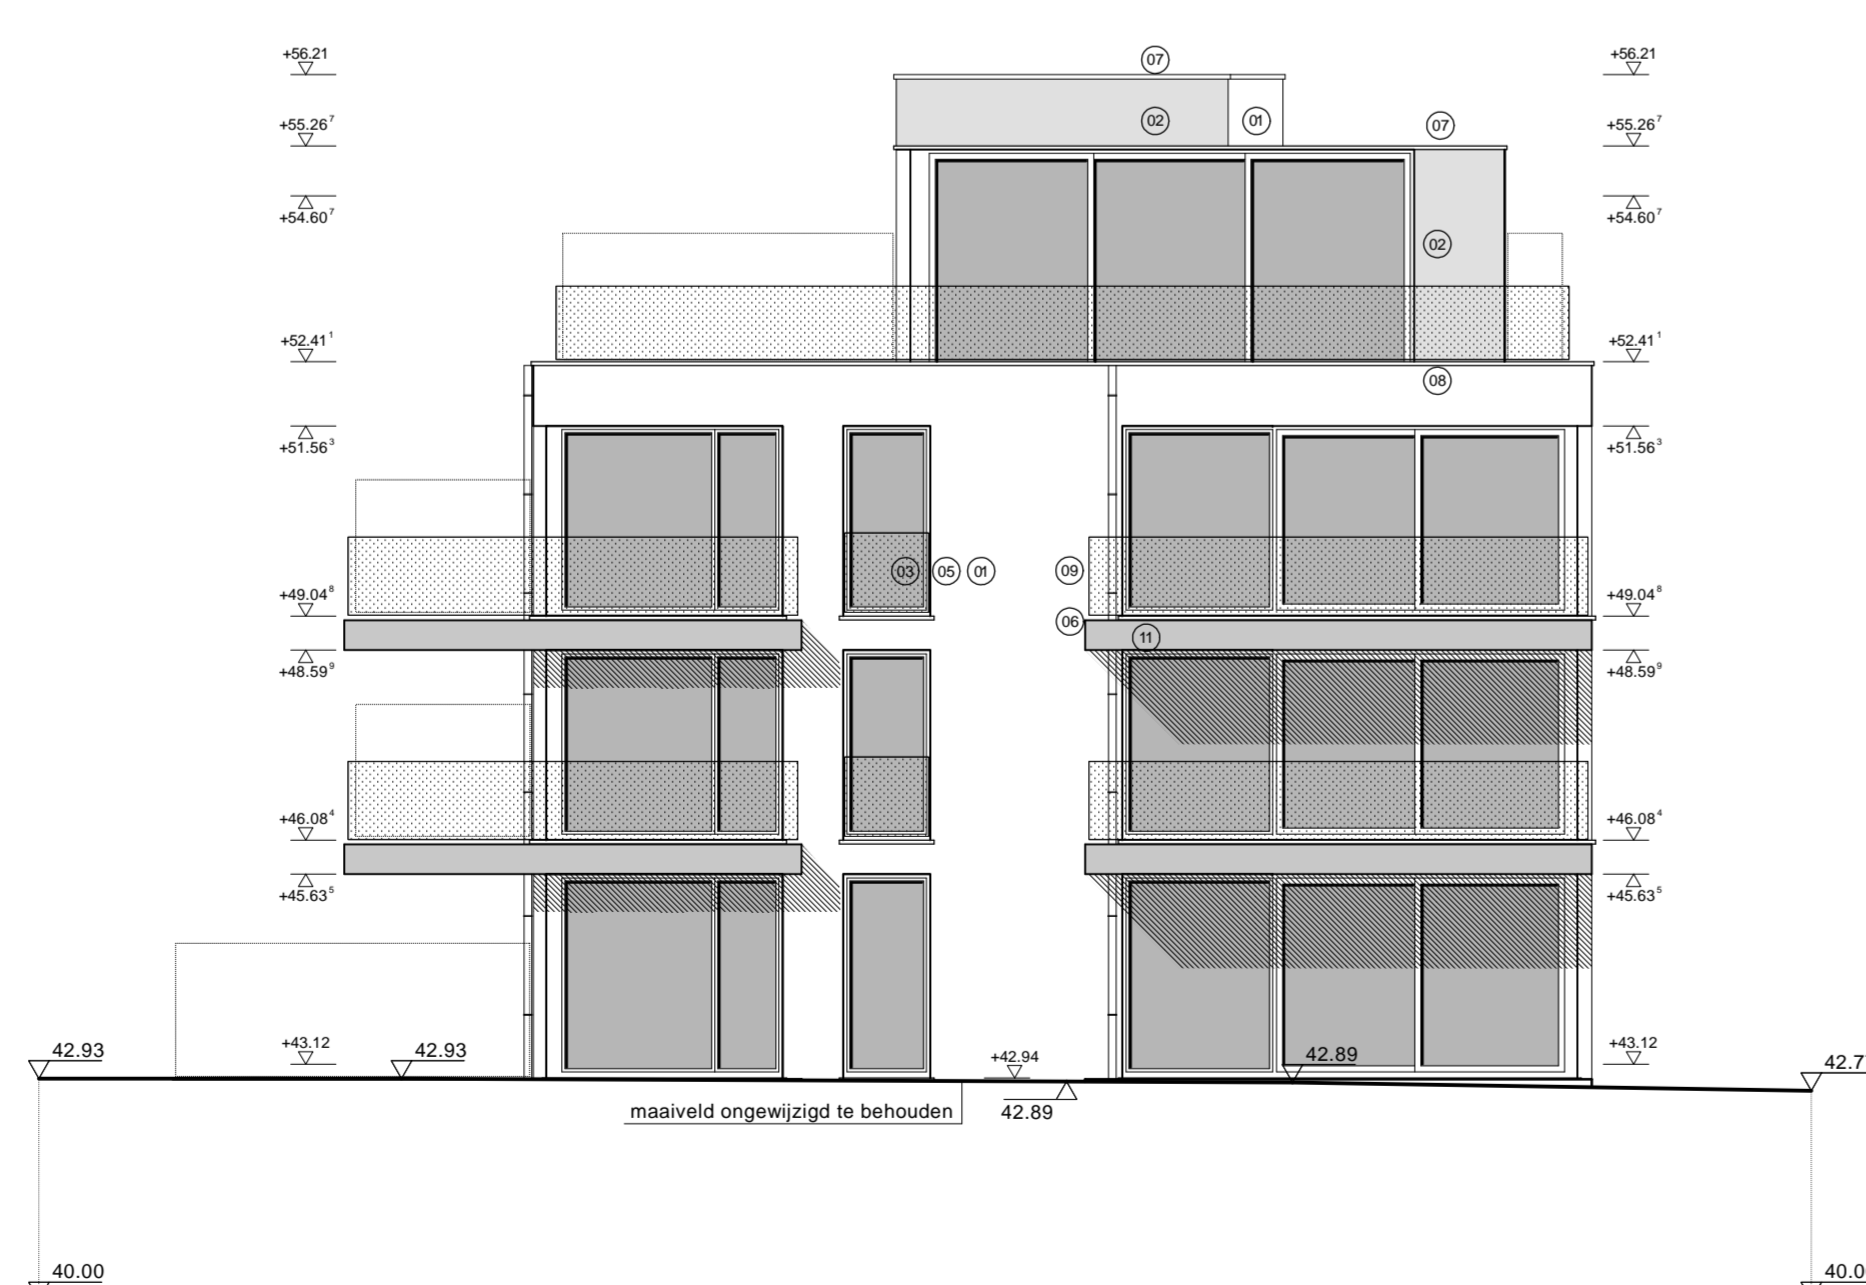 +56.21 07 +56.21
+55.26⁷ 02 01 07 +55.26⁷
+54.60⁷ +54.60⁷
02
+52.41¹ +52.41¹
08
+51.56³ +51.56³
03 05 01 09
+49.04⁸ +49.04⁸
06 11
+48.59⁹ +48.59⁹
+46.08⁴ +46.08⁴
+45.63⁵ +45.63⁵
42.93 +43.12 42.93 +42.94 42.89 +43.12 42.7
maaiveld ongewijzigd te behouden 42.89
40.00 40.0